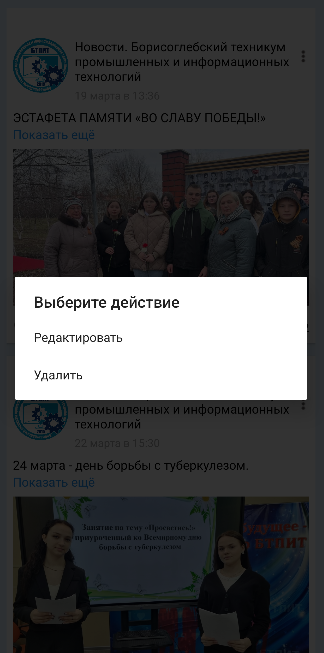 БТПИТ
Новости. Борисоглебский техникум
промышленных и информационных
технологий
19 марта в 13:36
ЭСТАФЕТА ПАМЯТИ «ВО СЛАВУ ПОБЕДЫ!»
Показать ещё
Выберите действие
Редактировать
Удалить
промышленных и информационных
технологий
22 марта в 15:30
24 марта - день борьбы с туберкулезом.
Показать ещё
Занятие на тему
приуроченный ко Всемирному дню
борьбы с туберкулезом